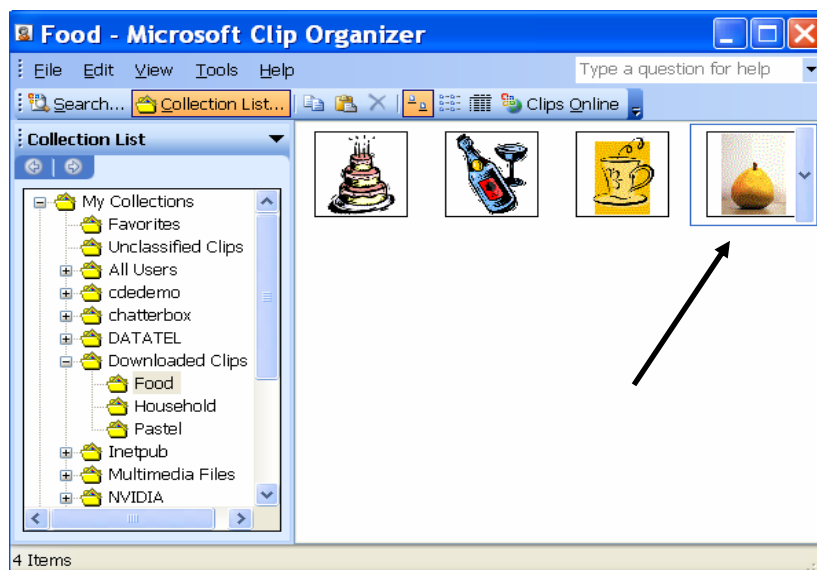 Food - Microsoft Clip Organizer
File Edit View Tools Help Type a question for help
Search... Collection List... Clips Online
Collection List
My Collections
Favorites
Unclassified Clips
All Users
cdedemo
chatterbox
DATATEL
Downloaded Clips
Food
Household
Pastel
Inetpub
Multimedia Files
NVIDIA
4 Items